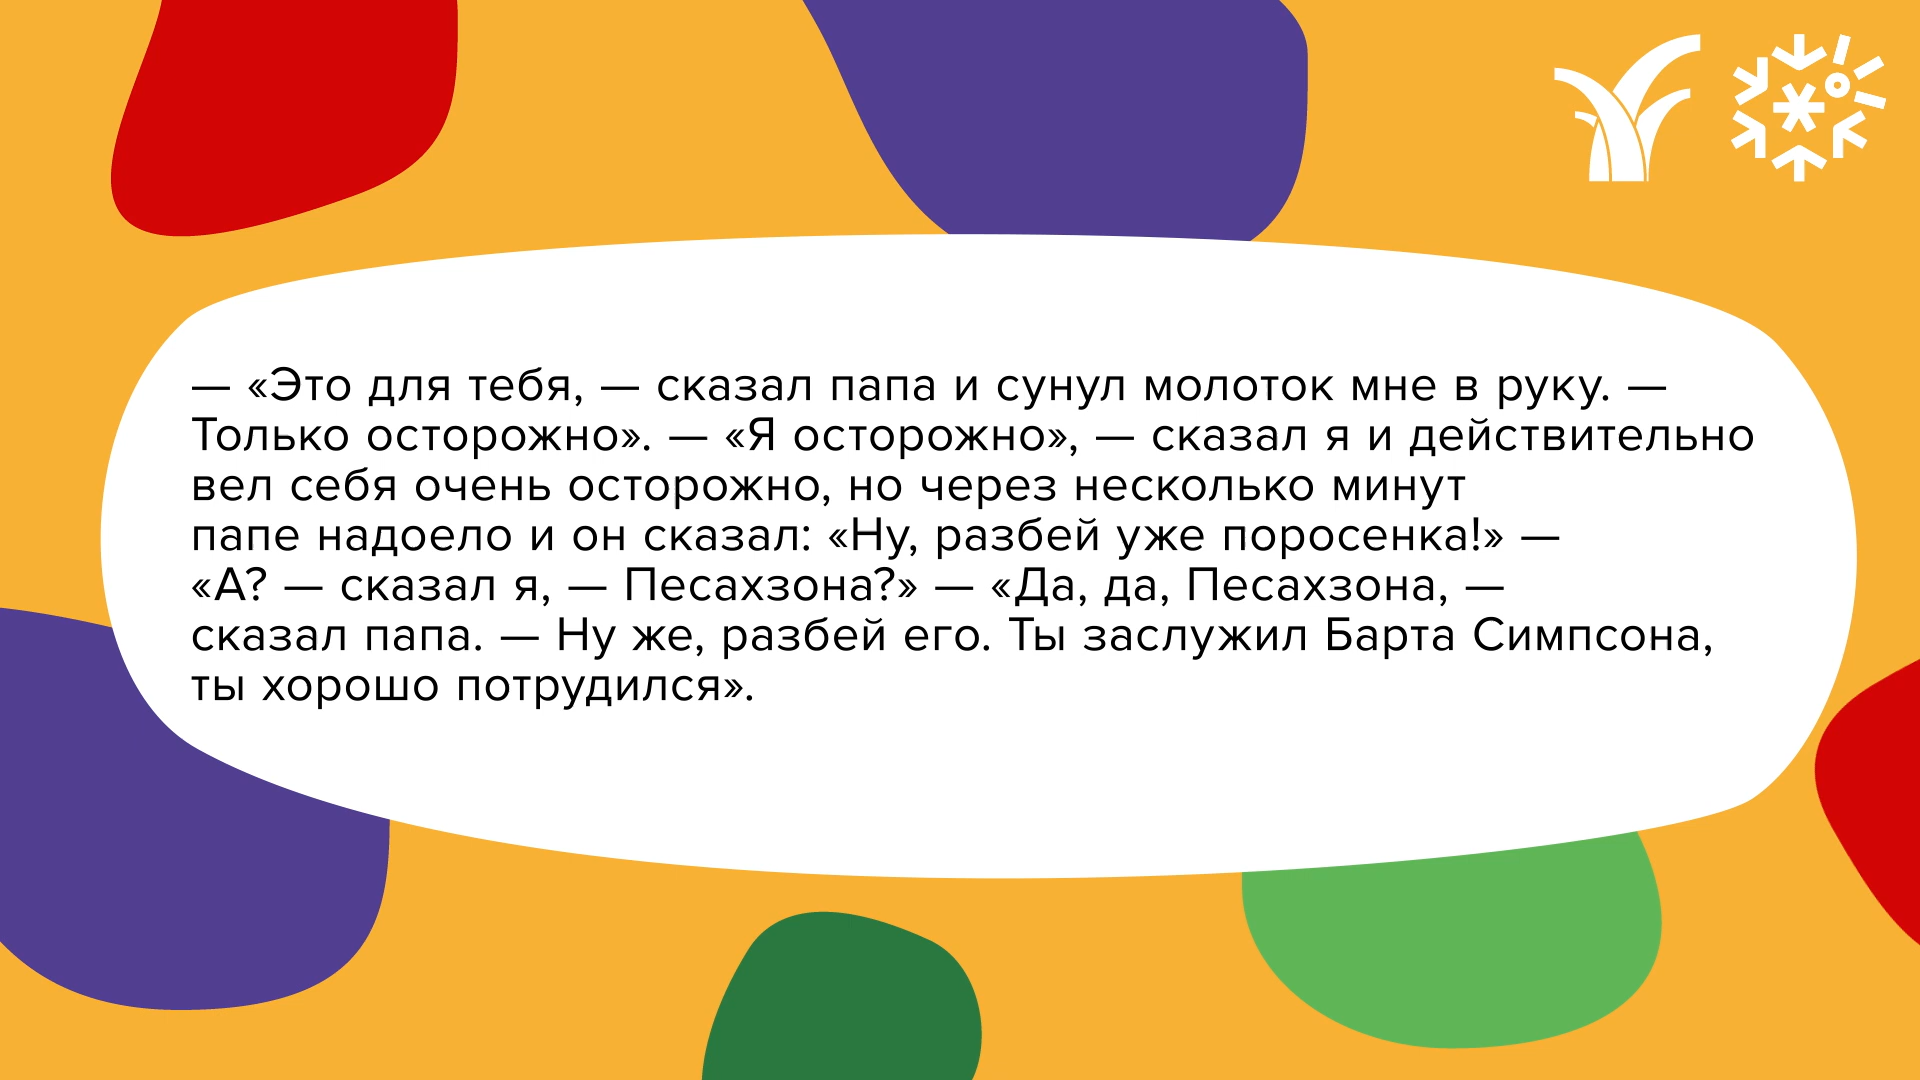 — «Это для тебя, — сказал папа и сунул молоток мне в руку. —
Только осторожно». — «Я осторожно», — сказал я и действительно
вел себя очень осторожно, но через несколько минут
папе надоело и он сказал: «Ну, разбей уже поросенка!» —
«А? — сказал я, — Песахзона?» — «Да, да, Песахзона, —
сказал папа. — Ну же, разбей его. Ты заслужил Барта Симпсона,
ты хорошо потрудился».